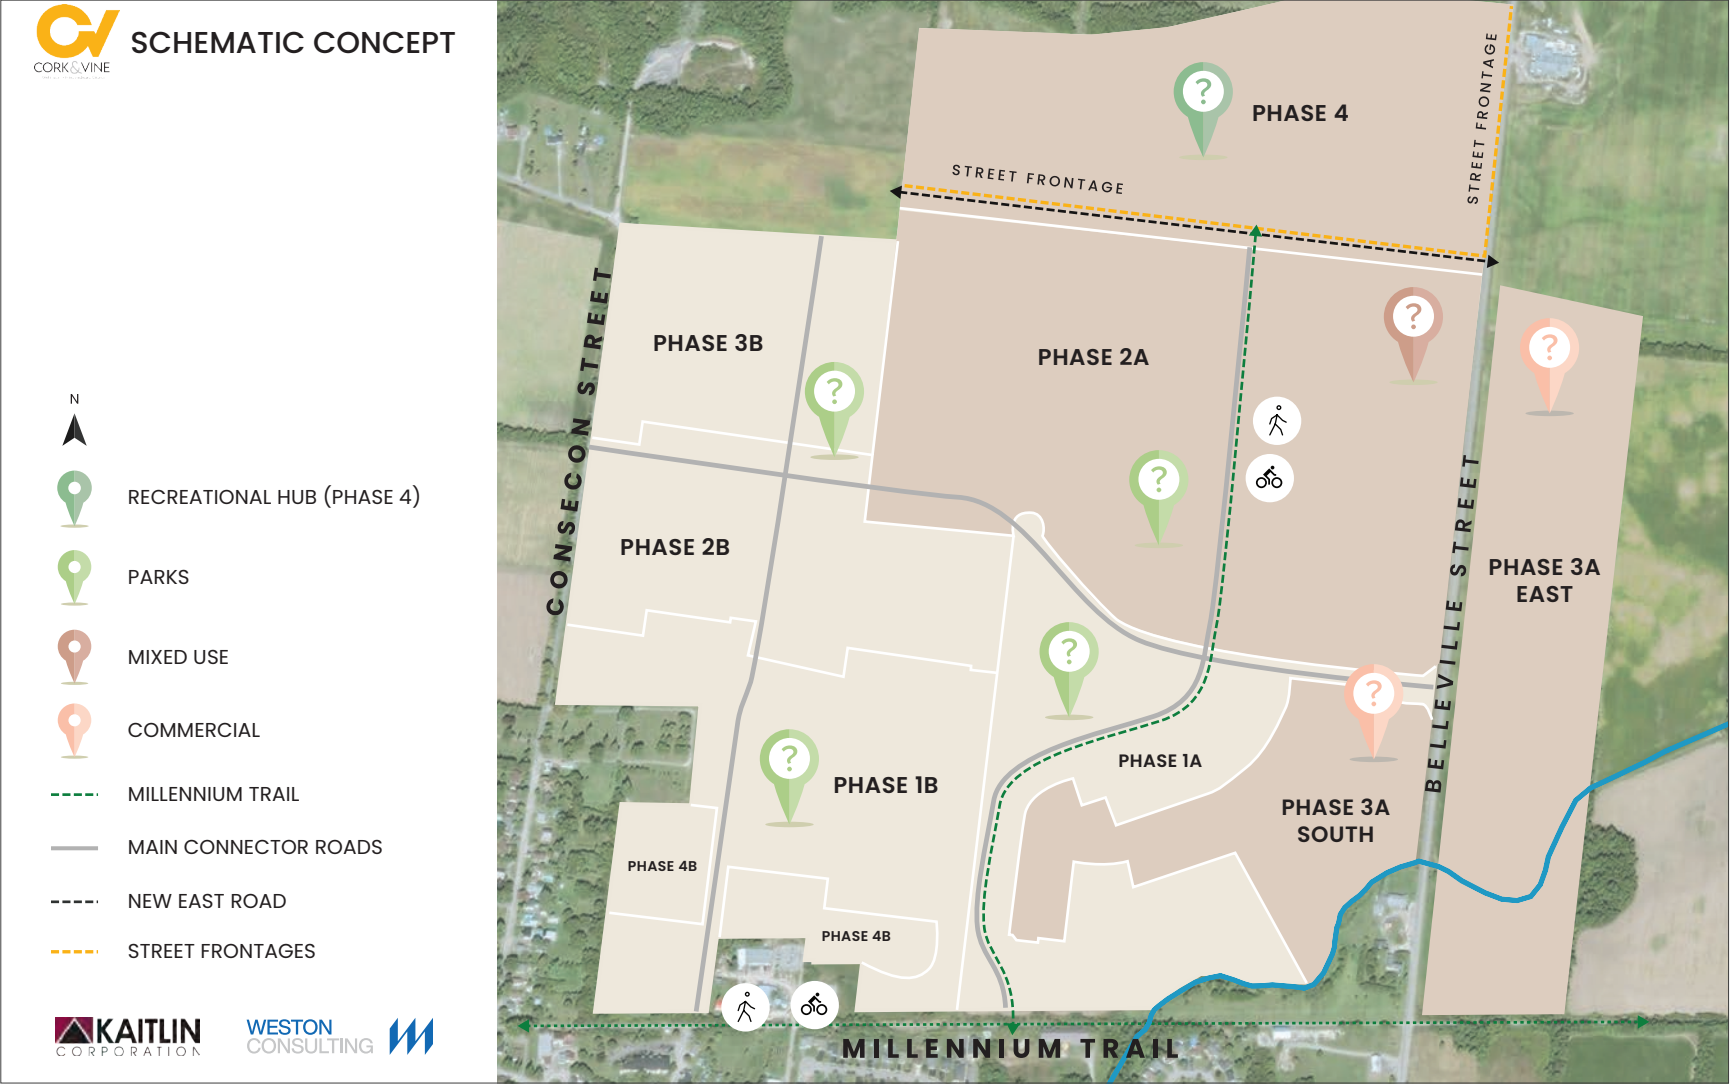 CORK&VINE
SCHEMATIC CONCEPT
N
RECREATIONAL HUB (PHASE 4)
PARKS
MIXED USE
COMMERCIAL
MILLENNIUM TRAIL
MAIN CONNECTOR ROADS
NEW EAST ROAD
STREET FRONTAGES
KAITLIN
CORPORATION
WESTON
CONSULTING
?
PHASE 4
STREET FRONTAGE
STREET FRONTAGE
CONSECON STREET
PHASE 3B
?
PHASE 2A
?
?
?
PHASE 2B
?
BELLEVILLE STREET
PHASE 3A
EAST
?
?
PHASE 1B
?
PHASE 1A
PHASE 3A
SOUTH
PHASE 4B
PHASE 4B
MILLENNIUM TRAIL